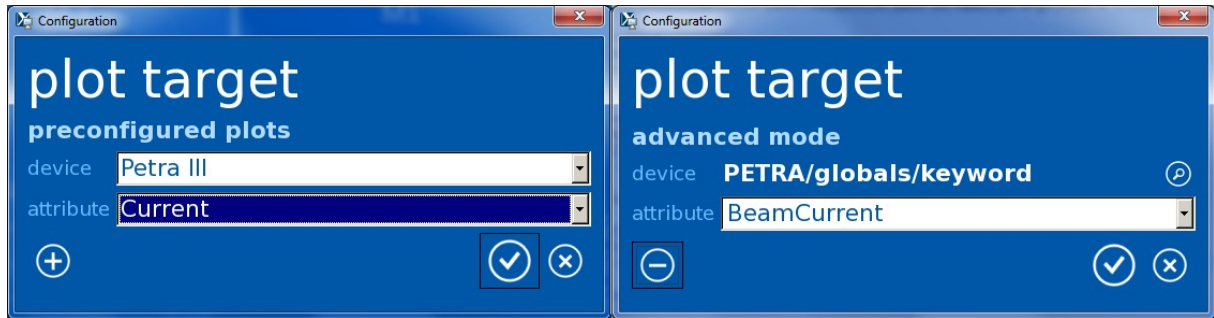 Configuration
plot target
preconfigured plots
device Petra III
attribute Current
Configuration
plot target
advanced mode
device PETRA/globals/keyword
attribute BeamCurrent